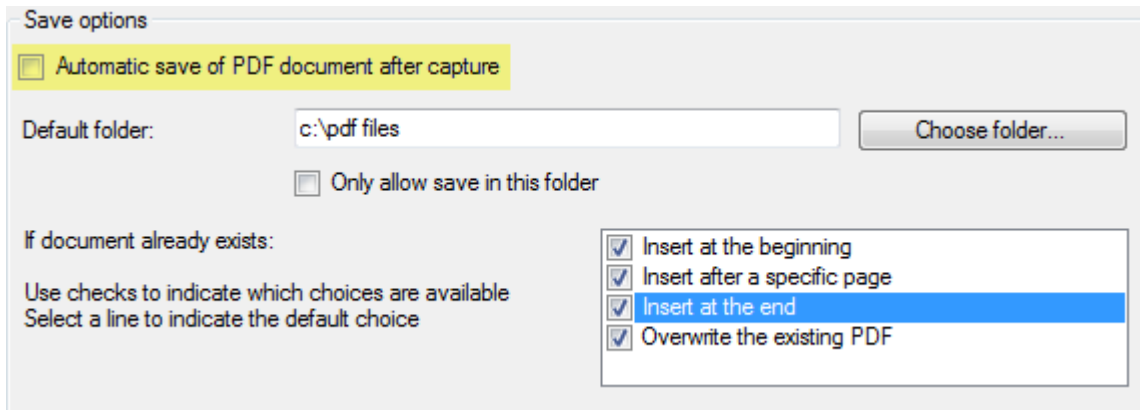 Save options
Automatic save of PDF document after capture
Default folder:
c:\pdf files
Choose folder...
Only allow save in this folder
If document already exists:
Use checks to indicate which choices are available
Select a line to indicate the default choice
Insert at the beginning
Insert after a specific page
Insert at the end
Overwrite the existing PDF